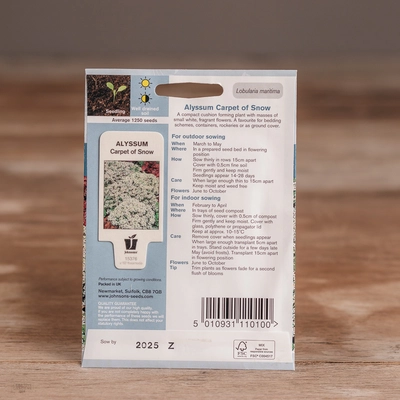 Seedling
Well drained
soil
Average 1250 seeds
ALYSSUM
Carpet of Snow
Johnsons
Performance subject to growing conditions
Packed in UK
Newmarket, Suffolk, CB8 7QB
www.johnsons-seeds.com
QUALITY GUARANTEE
Lobularia maritima
Alyssum Carpet of Snow
A compact cushion forming plant with masses of
small white, fragrant flowers. A favourite for bedding
schemes, containers, rockeries or as ground cover.
For outdoor sowing
When March to May
Where In a prepared seed bed in flowering
position
How Sow thinly in rows 15cm apart
Cover with 0.5cm fine soil
Firm gently and keep moist
Seedlings appear 14-28 days
Care When large enough thin to 15cm apart
Keep moist and weed free
Flowers June to October
For indoor sowing
When February to April
Where In trays of seed compost
How Sow thinly, cover with 0.5cm of compost
Firm gently and keep moist. Cover with
glass, polythene or propagator lid
Keep at approx. 10-15°C
Care Remove cover when seedlings appear
When large enough transplant 5cm apart in
trays. Stand outside for a few days late
May (avoid frosts). Transplant 15cm apart
in flowering position
Flowers June to October
Tip Trim plants as flowers fade for a second
flush of blooms
5 010931 110100 >
Sow by 2025 Z
FSC
MIX